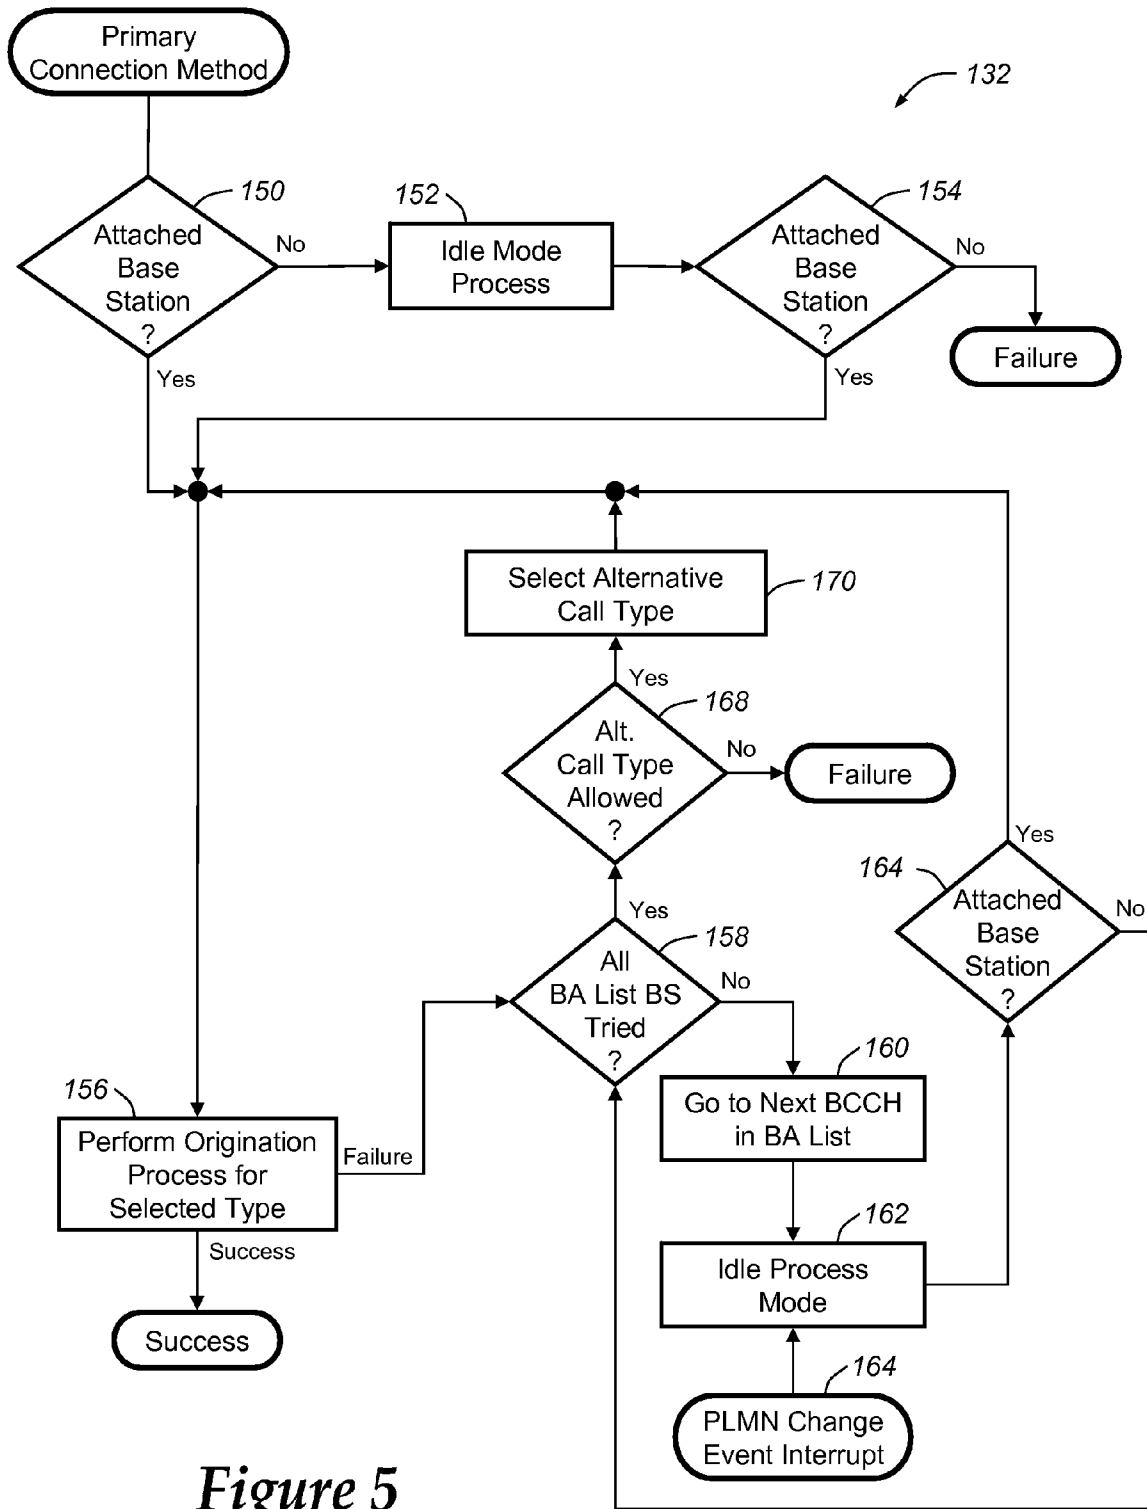 Primary
Connection Method
132
150
Attached
Base
Station
?
No
Yes
152
Idle Mode
Process
154
Attached
Base
Station
?
No
Yes
Failure
Select Alternative
Call Type
170
Yes
168
Alt.
Call Type
Allowed
?
No
Failure
Yes
164
Attached
Base
Station
?
No
Yes
158
All
BA List BS
Tried
?
No
160
Go to Next BCCH
in BA List
156
Perform Origination
Process for
Selected Type
Failure
Success
Success
162
Idle Process
Mode
164
PLMN Change
Event Interrupt
Figure 5